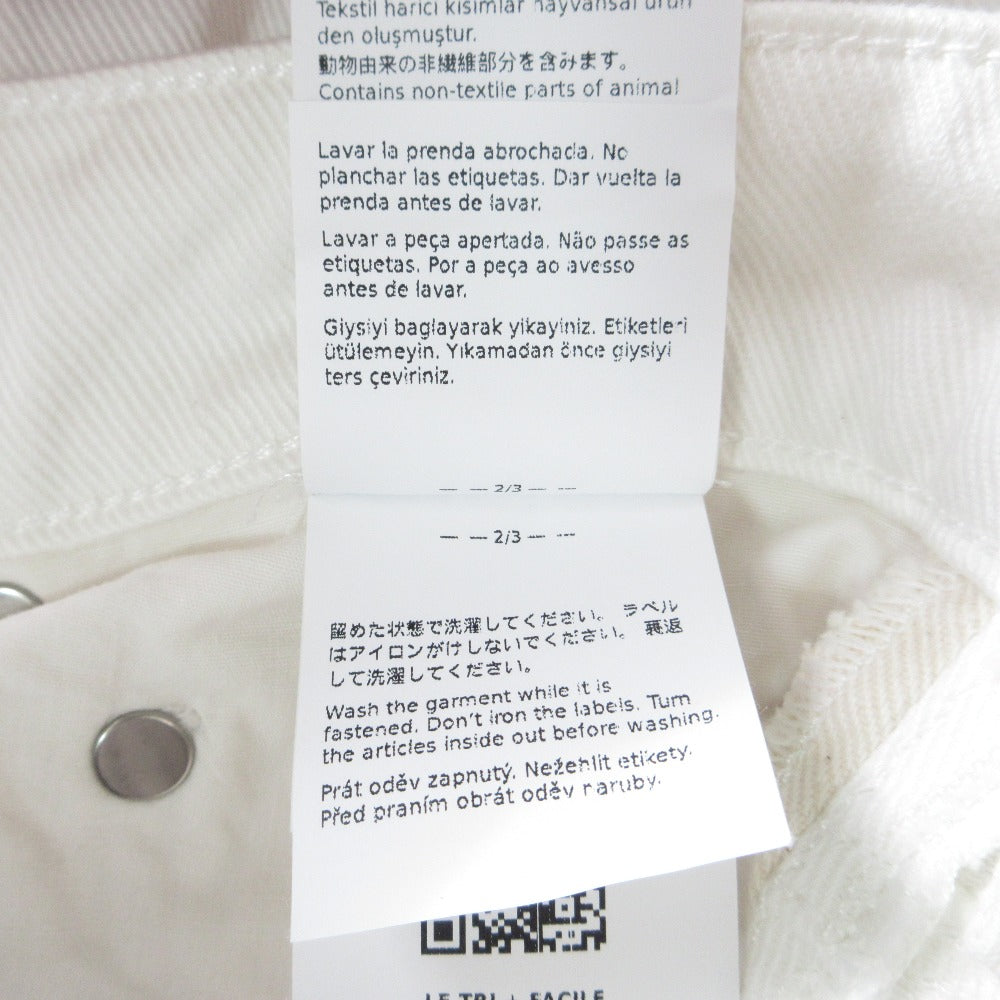 Tekstil harici kısımlar hayvansal ürün
den oluşmuştur.
動物由来の非繊維部分を含みます。
Contains non-textile parts of animal
Lavar la prenda abrochada. No
planchar las etiquetas. Dar vuelta la
prenda antes de lavar.
Lavar a peça apertada. Não passe as
etiquetas. Por a peça ao avesso
antes de lavar.
Giysiyi bağlayarak yıkayınız. Etiketleri
ütülemeyin. Yıkamadan önce giysiyi
ters çeviriniz.
— — 2/3 — ---
— — 2/3 — ---
留めた状態で洗濯してください。 ラベル
はアイロンがけしないでください。 裏返
して洗濯してください。
Wash the garment while it is
fastened. Don't iron the labels. Turn
the articles inside out before washing.
Prát oděv zapnutý. Nežehlit etikety.
Před praním obrát oděv naruby.
LE TRI + FACILE